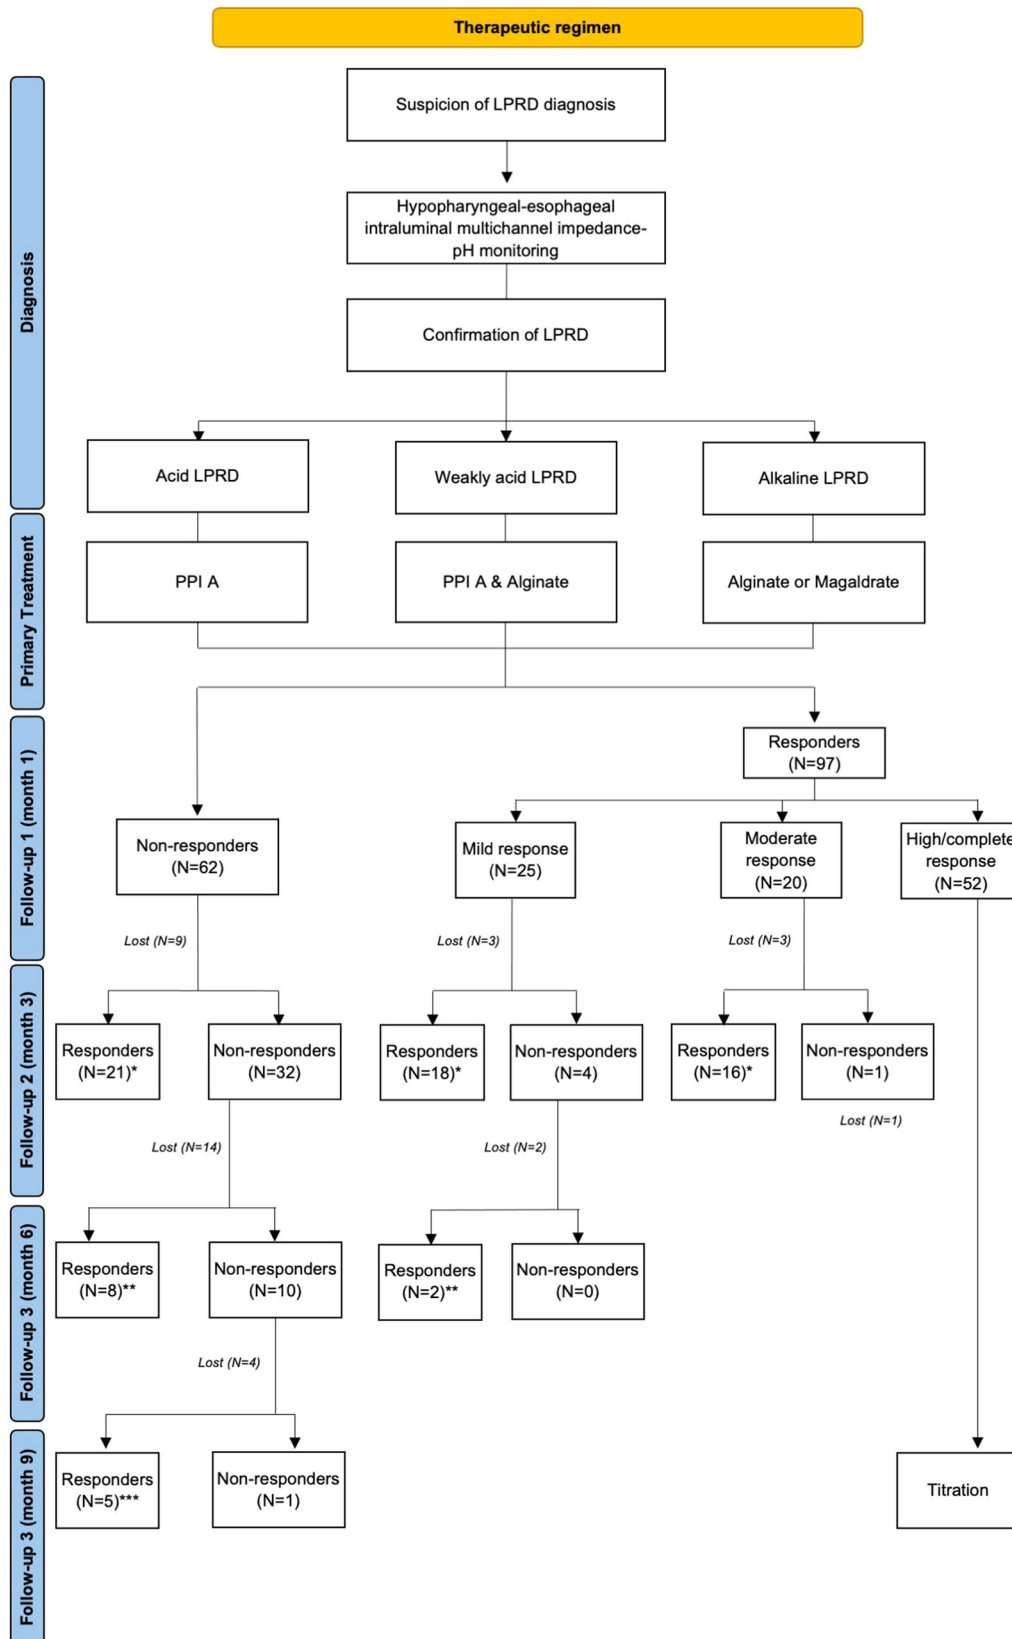 Therapeutic regimen
Diagnosis
Suspicion of LPRD diagnosis
Hypopharyngeal-esophageal
intraluminal multichannel impedance-
pH monitoring
Confirmation of LPRD
Acid LPRD
Weakly acid LPRD
Alkaline LPRD
Primary Treatment
PPI A
PPI A & Alginate
Alginate or Magaldrate
Follow-up 1 (month 1)
Responders
(N=97)
Non-responders
(N=62)
Mild response
(N=25)
Moderate
response
(N=20)
High/complete
response
(N=52)
Lost (N=9)
Lost (N=3)
Lost (N=3)
Follow-up 2 (month 3)
Responders
(N=21)*
Non-responders
(N=32)
Responders
(N=18)*
Non-responders
(N=4)
Responders
(N=16)*
Non-responders
(N=1)
Lost (N=14)
Lost (N=2)
Lost (N=1)
Follow-up 3 (month 6)
Responders
(N=8)**
Non-responders
(N=10)
Responders
(N=2)**
Non-responders
(N=0)
Lost (N=4)
Follow-up 3 (month 9)
Responders
(N=5)***
Non-responders
(N=1)
Titration